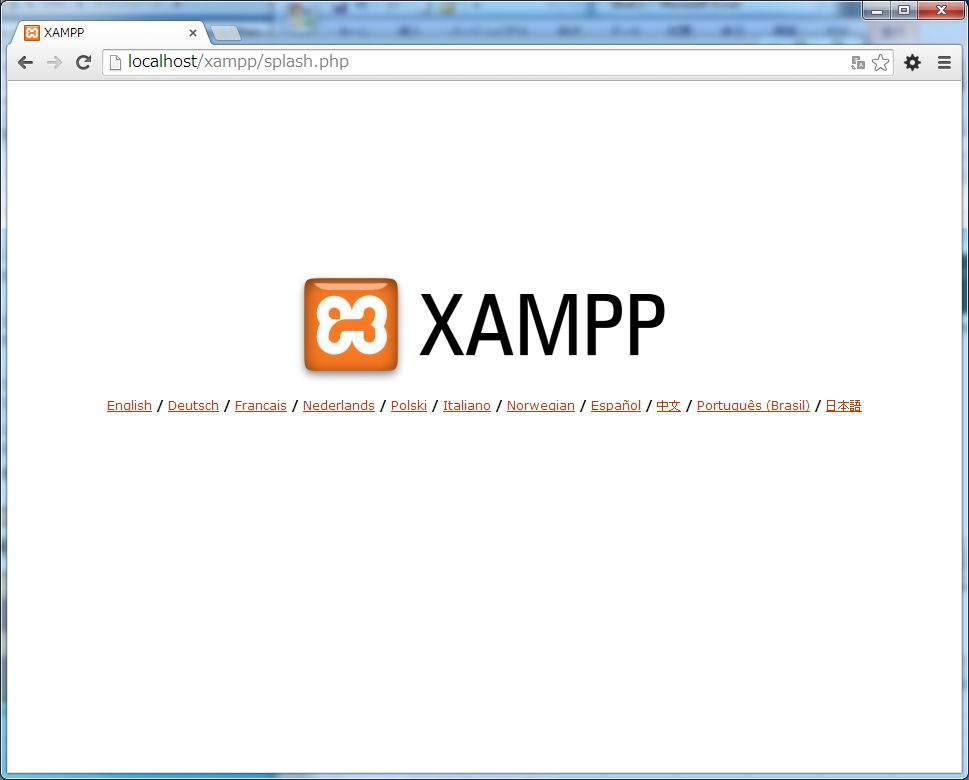 XAMPP
localhost/xampp/splash.php
XAMPP
English / Deutsch / Francais / Nederlands / Polski / Italiano / Norwegian / Español / 中文 / Português (Brasil) / 日本語